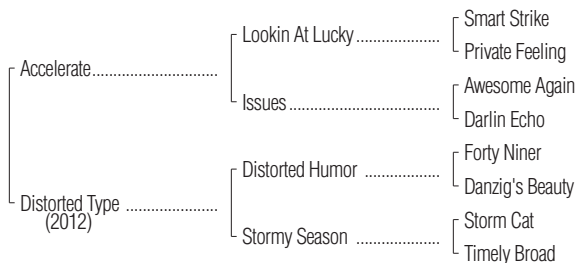 Smart Strike
Lookin At Lucky
Private Feeling
Accelerate
Awesome Again
Issues
Darlin Echo
Forty Niner
Distorted Humor
Danzig's Beauty
Distorted Type
(2012)
Storm Cat
Stormy Season
Timely Broad